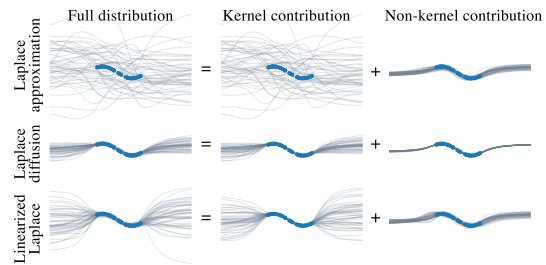 Full distribution
Kernel contribution
Non-kernel contribution
Laplace
approximation
=
+
Laplace
diffusion
=
+
Linearized
Laplace
=
+